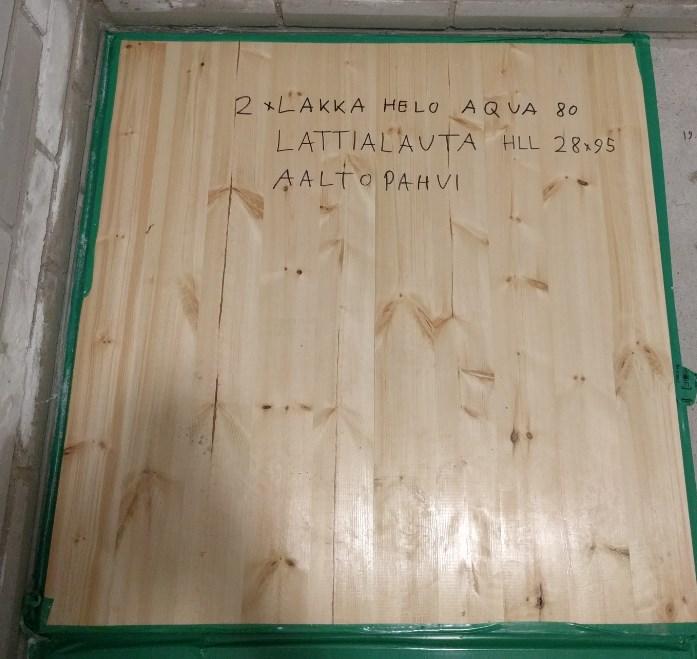 2 x LAKKA HELO AQUA 80
LATTIALAUTA HLL 28x95
AALTOPAHVI